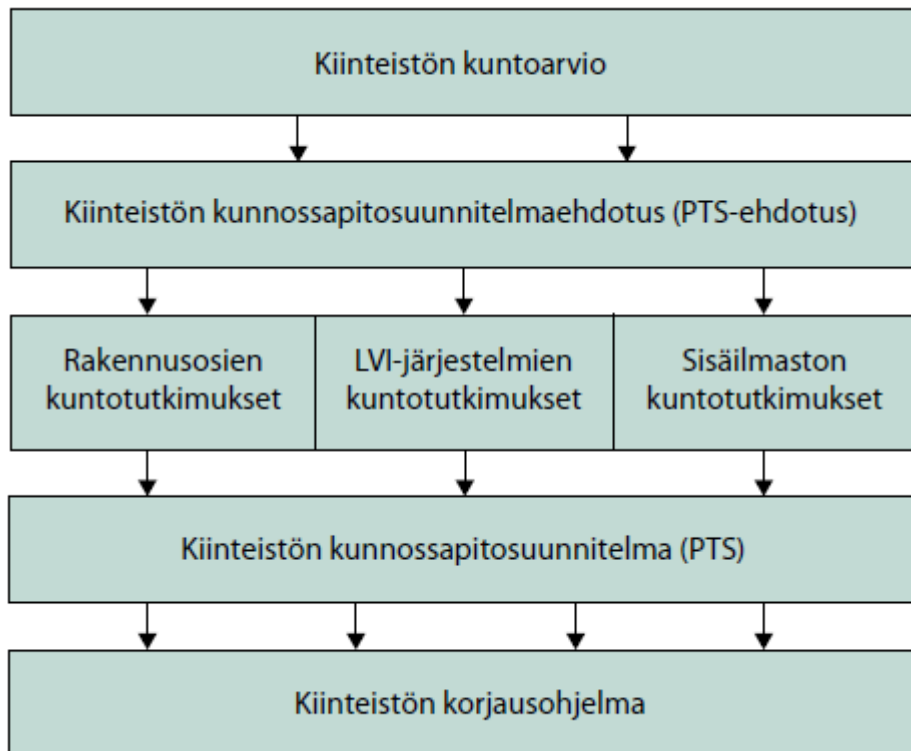 Kiinteistön kuntoarvio
Kiinteistön kunnossapitosuunnitelmaehdotus (PTS-ehdotus)
Rakennusosien
kuntotutkimukset
LVI-järjestelmien
kuntotutkimukset
Sisäilmaston
kuntotutkimukset
Kiinteistön kunnossapitosuunnitelma (PTS)
Kiinteistön korjausohjelma